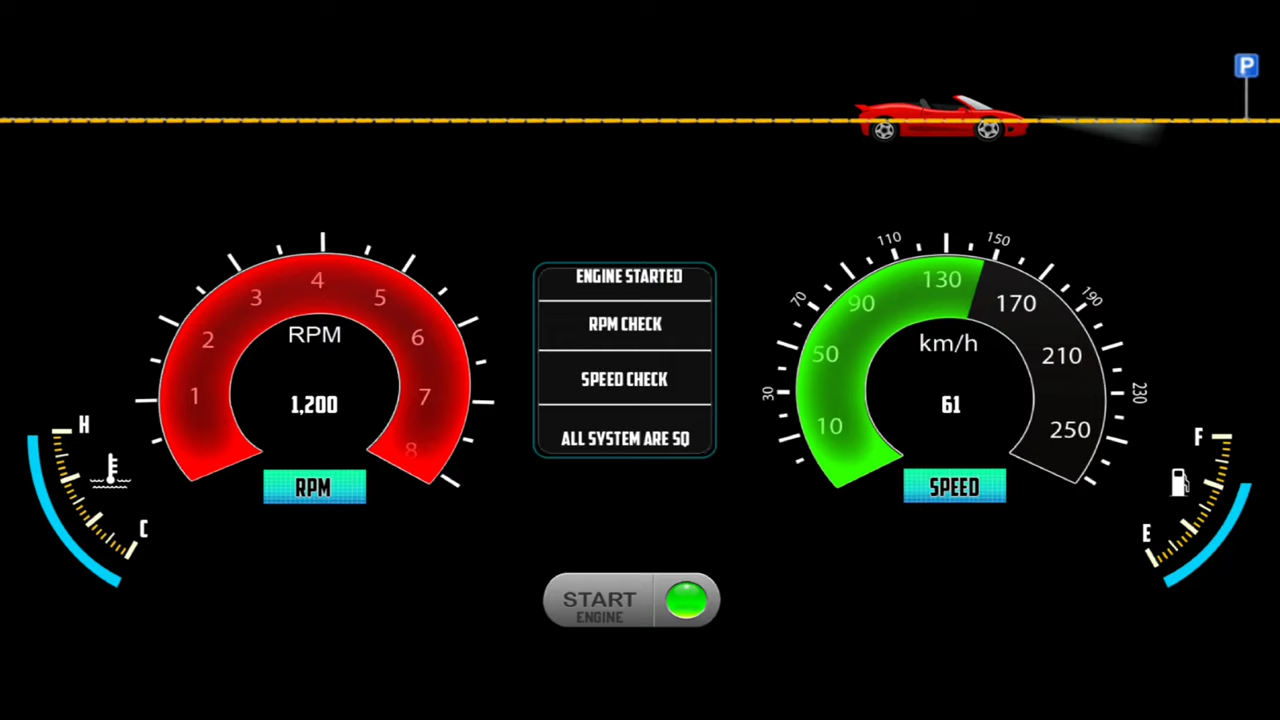 P
1
2
3
4
5
6
7
8
RPM
1,200
RPM
H
C
ENGINE STARTED
RPM CHECK
SPEED CHECK
ALL SYSTEM ARE SQ
10
30
50
70
90
110
130
150
170
190
210
230
250
km/h
61
SPEED
F
E
START
ENGINE